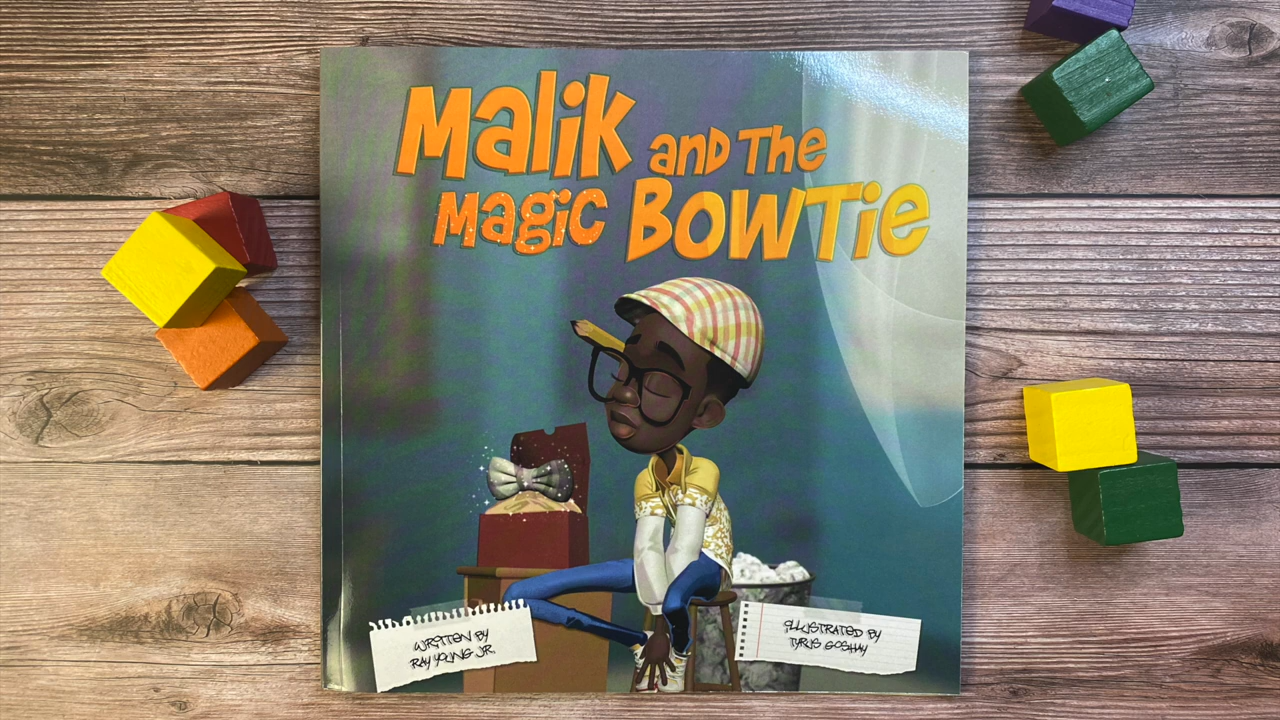 Malik and The
Magic BowTie
WRITTEN BY
RAY YOUNG JR.
ILLUSTRATED BY
TYRUS GOSHAY